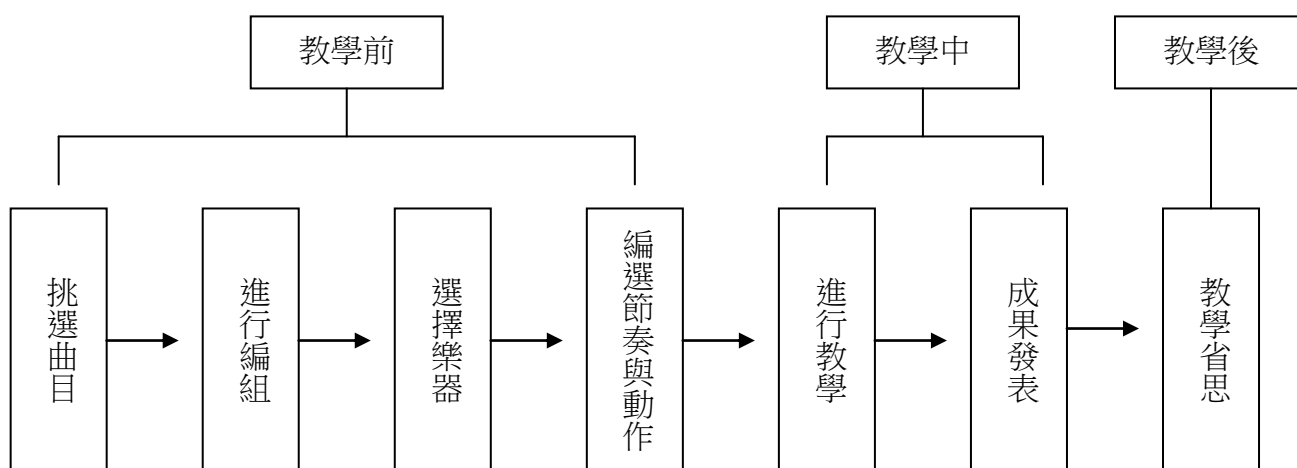 教學前
教學中
教學後
挑選曲目
進行編組
選擇樂器
編選節奏與動作
進行教學
成果發表
教學省思